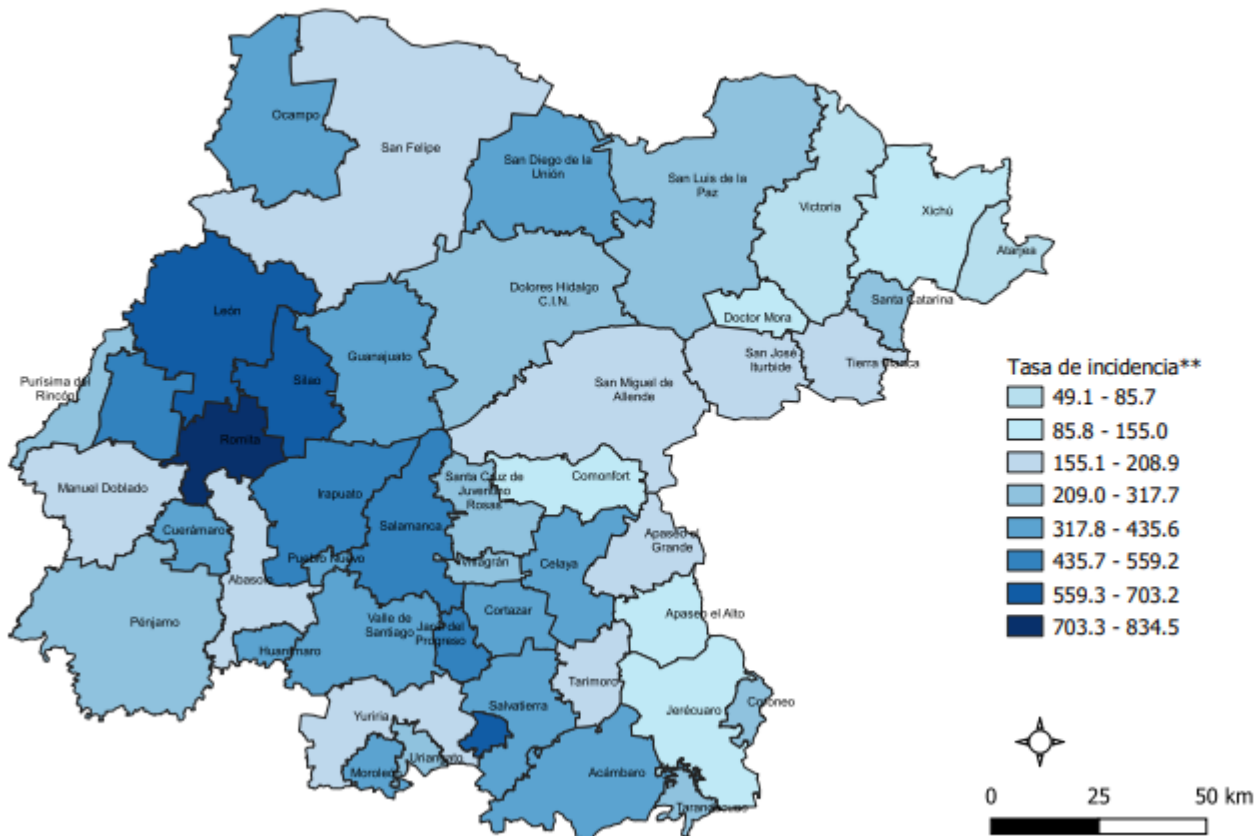 Ocampo
San Felipe
San Diego de la
Unión
San Luis de la
Paz
Victoria
Xichú
Atarjea
León
Dolores Hidalgo
C.I.N.
Santa Catarina
Doctor Mora
Guanajuato
San José
Iturbide
Tierra Blanca
Purísima del
Rincón
Silao
San Miguel de
Allende
Romita
Manuel Doblado
Irapuato
Santa Cruz de
Juventino
Rosas
Comonfort
Cuerámaro
Salamanca
Apaseo el
Grande
Pueblo Nuevo
Villagrán
Celaya
Abasolo
Pénjamo
Valle de
Santiago
Jaral del
Progreso
Cortazar
Apaseo el Alto
Huanímaro
Tarimoro
Yuriria
Salvatierra
Jerécuaro
Coroneo
Uriangato
Moroleón
Acámbaro
Tarandacuao
Tasa de incidencia**
49.1 - 85.7
85.8 - 155.0
155.1 - 208.9
209.0 - 317.7
317.8 - 435.6
435.7 - 559.2
559.3 - 703.2
703.3 - 834.5
0 25 50 km